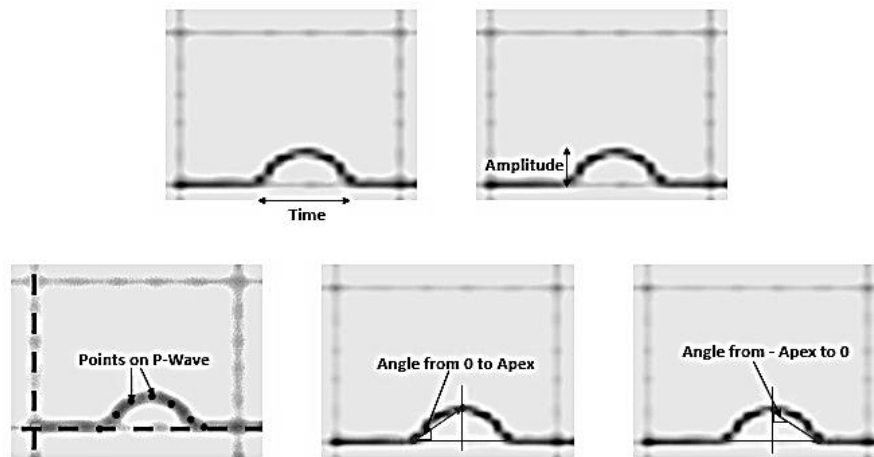 Amplitude
Time
Points on P-Wave
Angle from 0 to Apex
Angle from - Apex to 0